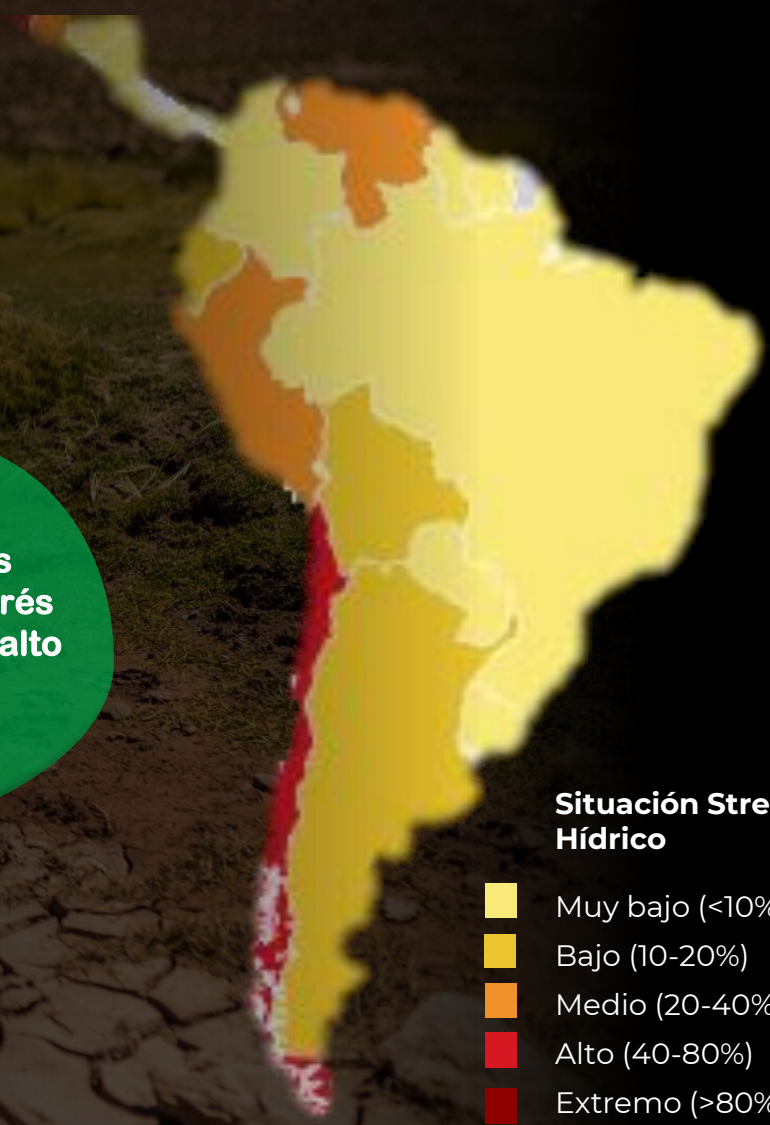 s
rés
alto
Situación Stre
Hídrico
Muy bajo (<10%
Bajo (10-20%)
Medio (20-40%
Alto (40-80%)
Extremo (>80%